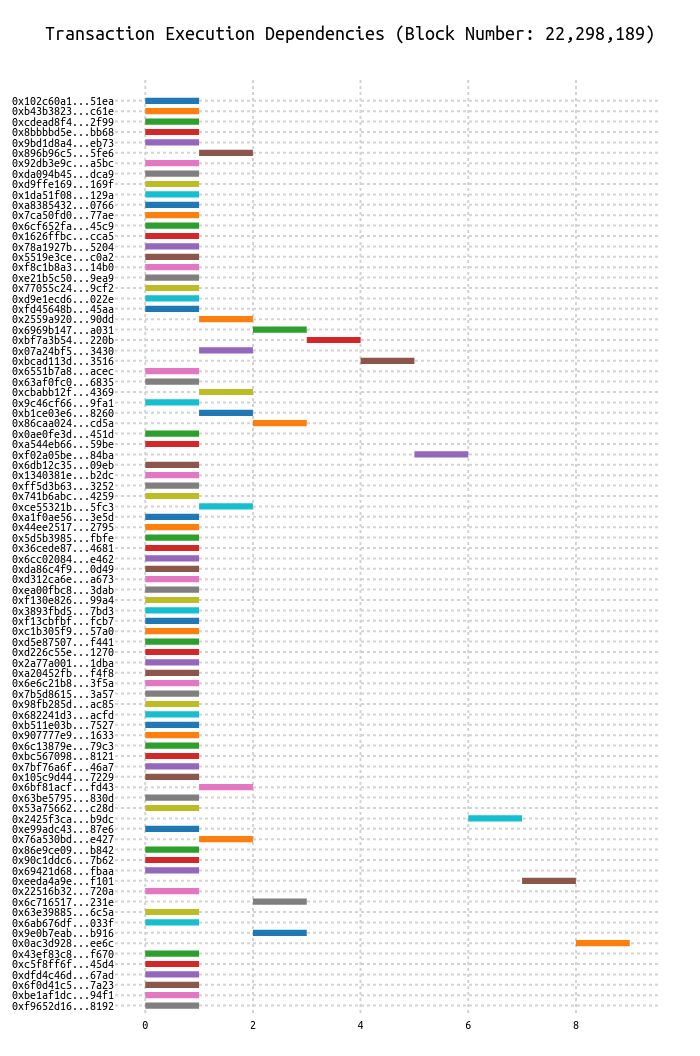 Transaction Execution Dependencies (Block Number: 22,298,189)
0x102c60a1...51ea
0xb43b3823...c61e
0xcdead8f4...2f99
0x8bbbbd5e...bb68
0x9bd1d8a4...eb73
0x896b96c5...5fe6
0x92db3e9c...a5bc
0xda094b45...dca9
0xd9ffe169...169f
0x1da51f08...129a
0xa8385432...0766
0x7ca50fd0...77ae
0x6cf652fa...45c9
0x1626ffbc...cca5
0x78a1927b...5204
0x5519e3ce...c0a2
0xf8c1b8a3...14b0
0xe21b5c50...9ea9
0x77055c24...9cf2
0xd9e1ecd6...022e
0xfd45648b...45aa
0x2559a920...90dd
0x6969b147...a031
0xbf7a3b54...220b
0x07a24bf5...3430
0xbcad113d...3516
0x6551b7a8...acec
0x63af0fc0...6835
0xcbabb12f...4369
0x9c46cf66...9fa1
0xb1ce03e6...8260
0x86caa024...cd5a
0x0ae0fe3d...451d
0xa544eb66...59be
0xf02a05be...84ba
0x6db12c35...09eb
0x1340381e...b2dc
0xff5d3b63...3252
0x741b6abc...4259
0xce55321b...5fc3
0xa1f0ae56...3e5d
0x44ee2517...2795
0x5d5b3985...fbfe
0x36cede87...4681
0x6cc02084...e462
0xda86c4f9...0d49
0xd312ca6e...a673
0xea00fbc8...3dab
0xf130e826...99a4
0x3893fbd5...7bd3
0xf13cbfbf...fcb7
0xc1b305f9...57a0
0xd5e87507...f441
0xd226c55e...1270
0x2a77a001...1dba
0xa20452fb...f4f8
0x6e6c21b8...3f5a
0x7b5d8615...3a57
0x98fb285d...ac85
0x682241d3...acfd
0xb511e03b...7527
0x907777e9...1633
0x6c13879e...79c3
0xbc567098...8121
0x7bf76a6f...46a7
0x105c9d44...7229
0x6bf81acf...fd43
0x63be5795...830d
0x53a75662...c28d
0x2425f3ca...b9dc
0xe99adc43...87e6
0x76a530bd...e427
0x86e9ce09...b842
0x90c1ddc6...7b62
0x69421d68...fbaa
0xeeda4a9e...f101
0x22516b32...720a
0x6c716517...231e
0x63e39885...6c5a
0x6ab676df...033f
0x9e0b7eab...b916
0x0ac3d928...ee6c
0x43ef83c8...f670
0xc5f8ff6f...45d4
0xdfd4c46d...67ad
0x6f0d41c5...7a23
0xbe1af1dc...94f1
0xf9652d16...8192
0 2 4 6 8